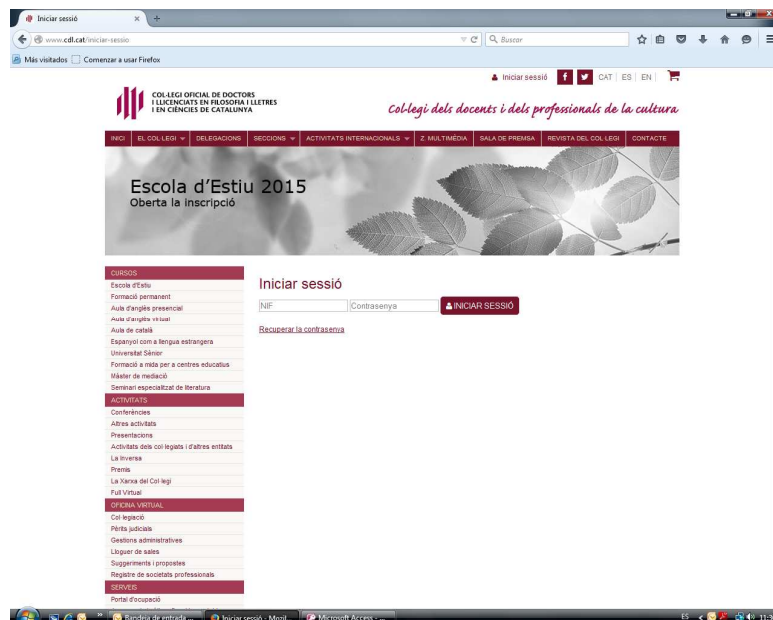 Iniciar sessió
www.cdl.cat/iniciar-sessio
Buscar
Más visitados
Comenzar a usar Firefox
Iniciar sessió
CAT
ES
EN
COL·LEGI OFICIAL DE DOCTORS
I LLICENCIATS EN FILOSOFIA I LLETRES
I EN CIÈNCIES DE CATALUNYA
Col·legi dels docents i dels professionals de la cultura
INICI
EL COL·LEGI
DELEGACIONS
SECCIONS
ACTIVITATS INTERNACIONALS
Z. MULTIMÈDIA
SALA DE PREMSA
REVISTA DEL COL·LEGI
CONTACTE
Escola d'Estiu 2015
Oberta la inscripció
CURSOS
Escola d'Estiu
Formació permanent
Aula d'anglès presencial
Aula d'anglès virtual
Aula de català
Espanyol com a llengua estrangera
Universitat Sènior
Formació a mida per a centres educatius
Màster de mediació
Seminari especialitzat de literatura
ACTIVITATS
Conferències
Altres activitats
Presentacions
Activitats dels col·legiats i d'altres entitats
La Inversa
Premis
La Xarxa del Col·legi
Full Virtual
OFICINA VIRTUAL
Col·legiació
Pèrits judicials
Gestions administratives
Lloguer de sales
Suggeriments i propostes
Registre de societats professionals
SERVEIS
Portal d'ocupació
Iniciar sessió
NIF
Contrasenya
INICIAR SESSIÓ
Recuperar la contrasenya
Bandeja de entrada ...
Iniciar sessió - Mozil...
Microsoft Access - ...
ES